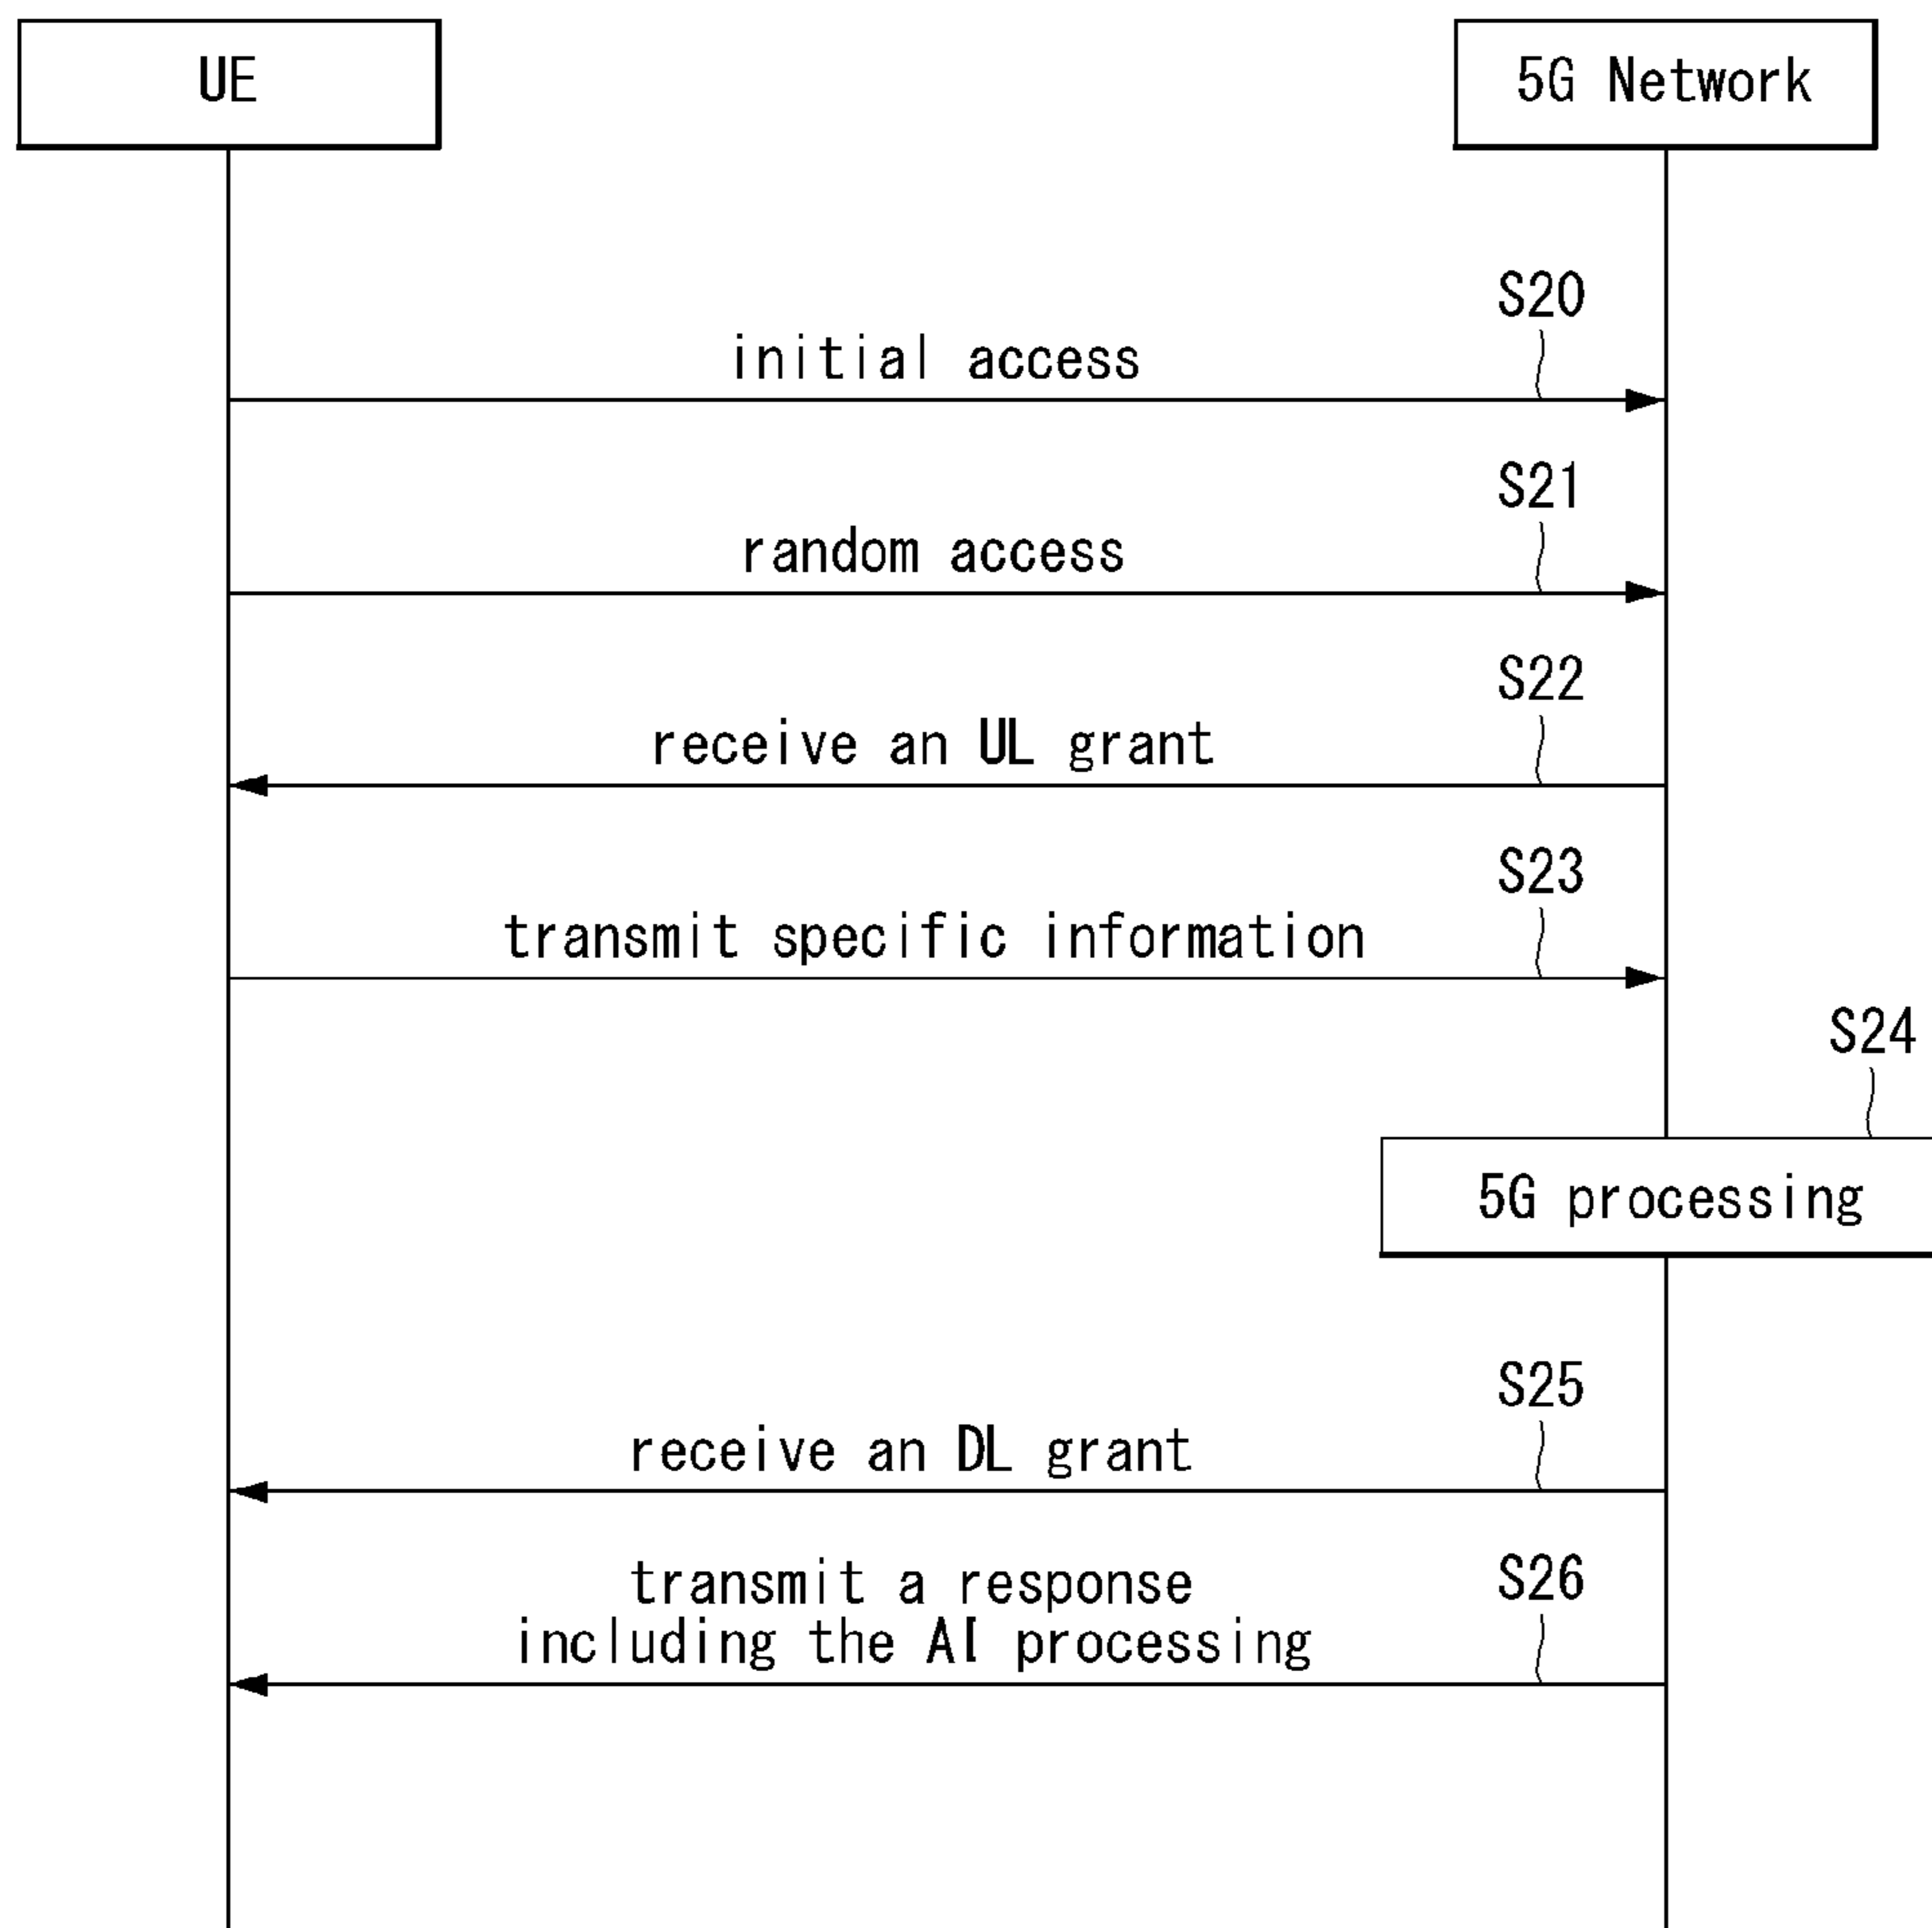 UE
5G Network
S20
initial access
S21
random access
S22
receive an UL grant
S23
transmit specific information
S24
5G processing
S25
receive an DL grant
S26
transmit a response
including the AI processing